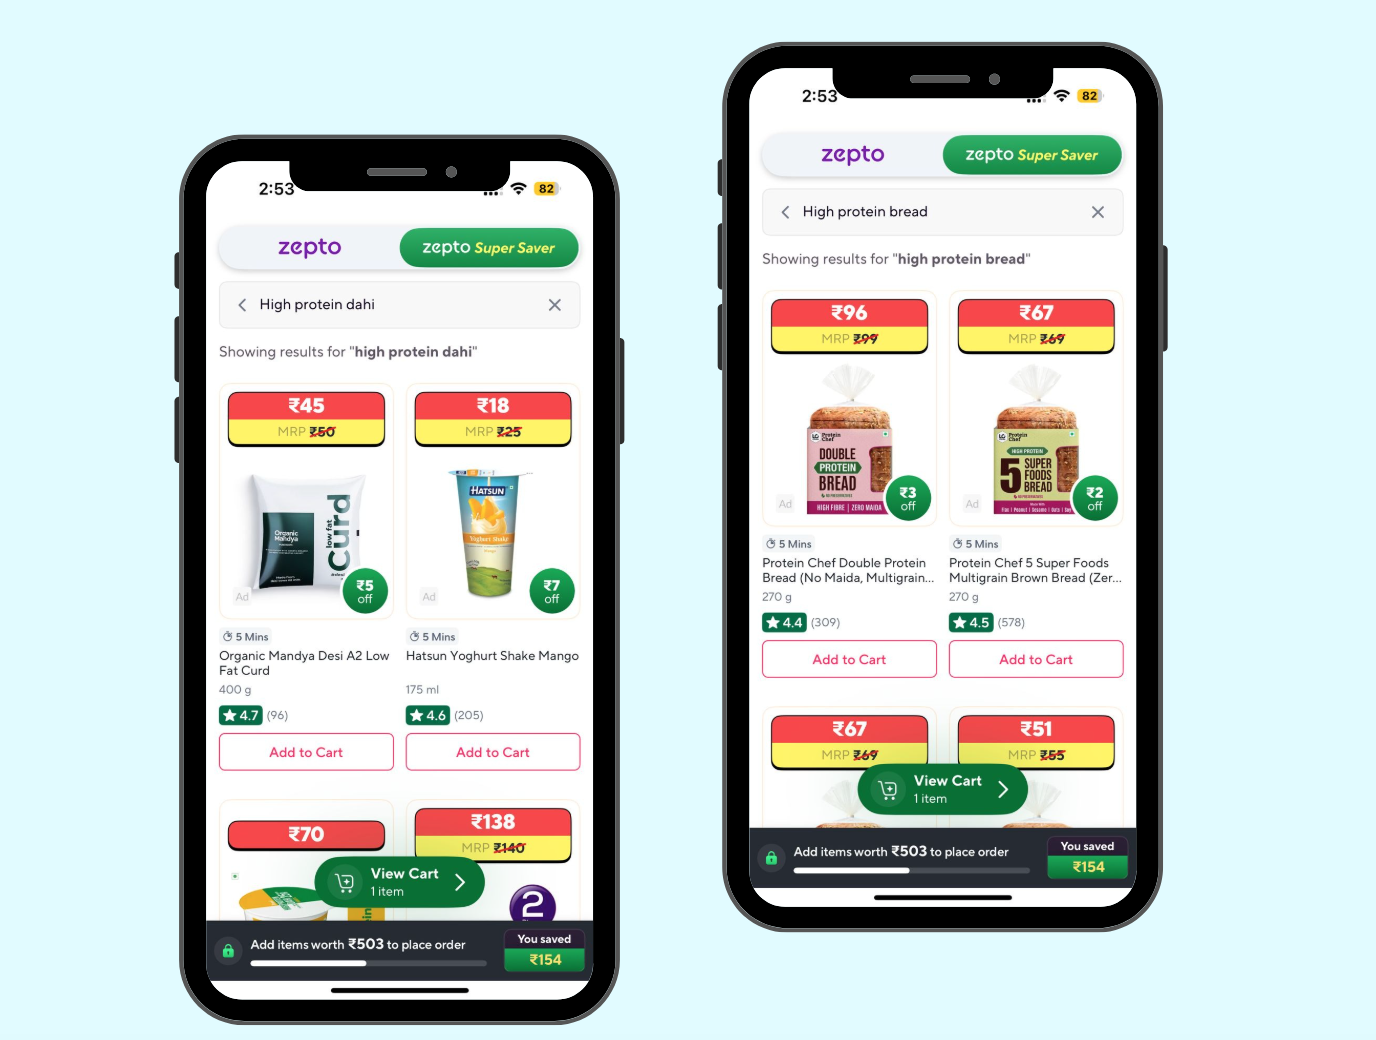 2:53
82
zepto
zepto Super Saver
High protein dahi
Showing results for "high protein dahi"
₹45
MRP ₹50
₹18
MRP ₹25
Organic
Mandya
low fat
Curd
HATSUN
Yoghurt Shake
Mango
Ad
₹5
off
Ad
₹7
off
5 Mins
5 Mins
Organic Mandya Desi A2 Low
Fat Curd
Hatsun Yoghurt Shake Mango
400 g
175 ml
4.7 (96)
4.6 (205)
Add to Cart
Add to Cart
₹70
₹138
MRP ₹140
2
View Cart
1 item
Add items worth ₹503 to place order
You saved
₹154
2:53
82
zepto
zepto Super Saver
High protein bread
Showing results for "high protein bread"
₹96
MRP ₹99
₹67
MRP ₹69
Protein
Chef
DOUBLE
PROTEIN
BREAD
NO PRESERVATIVES
HIGH FIBRE | ZERO MAIDA
Protein
Chef
HIGH PROTEIN
5 SUPER
FOODS
BREAD
Ad
₹3
off
Ad
₹2
off
5 Mins
5 Mins
Protein Chef Double Protein
Bread (No Maida, Multigrain...
Protein Chef 5 Super Foods
Multigrain Brown Bread (Zer...
270 g
270 g
4.4 (309)
4.5 (578)
Add to Cart
Add to Cart
₹67
MRP ₹69
₹51
MRP ₹55
View Cart
1 item
Add items worth ₹503 to place order
You saved
₹154